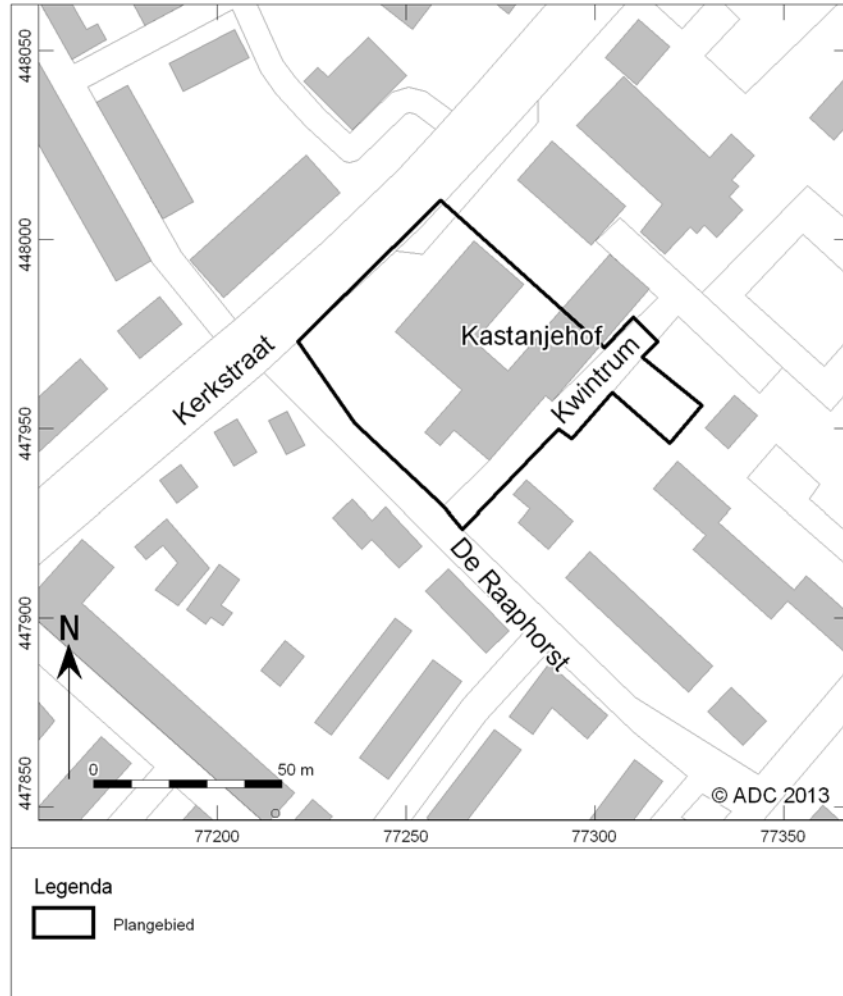 448050
448000
447950
447900
447850
Kerkstraat
Kastanjehof
Kwintrum
De Raaphorst
N
0 50 m
© ADC 2013
77200 77250 77300 77350
Legenda
Plangebied